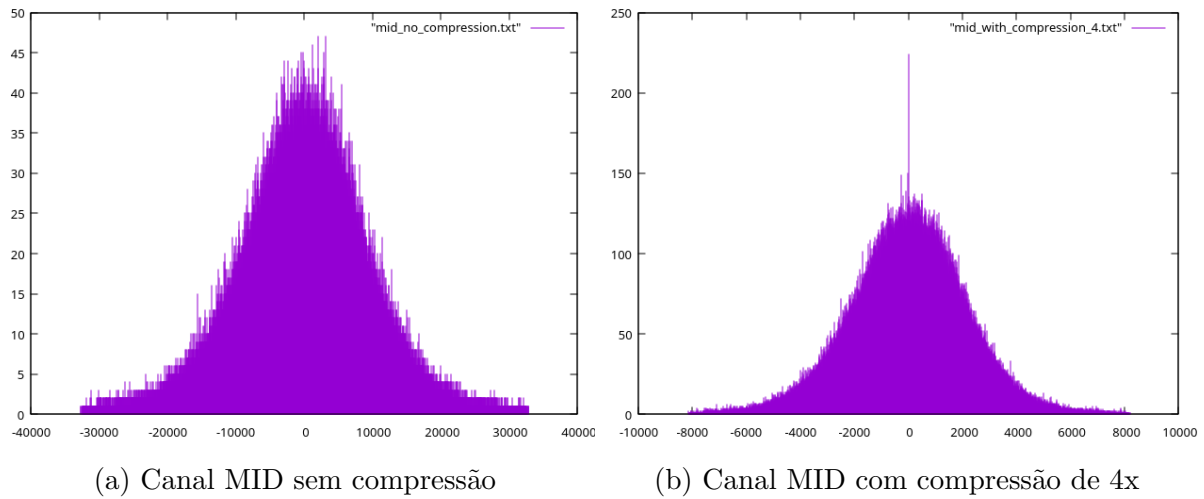 "mid_no_compression.txt"
50
45
40
35
30
25
20
15
10
5
0
-40000 -30000 -20000 -10000 0 10000 20000 30000 40000
(a) Canal MID sem compressão
"mid_with_compression_4.txt"
250
200
150
100
50
0
-10000 -8000 -6000 -4000 -2000 0 2000 4000 6000 8000 10000
(b) Canal MID com compressão de 4x